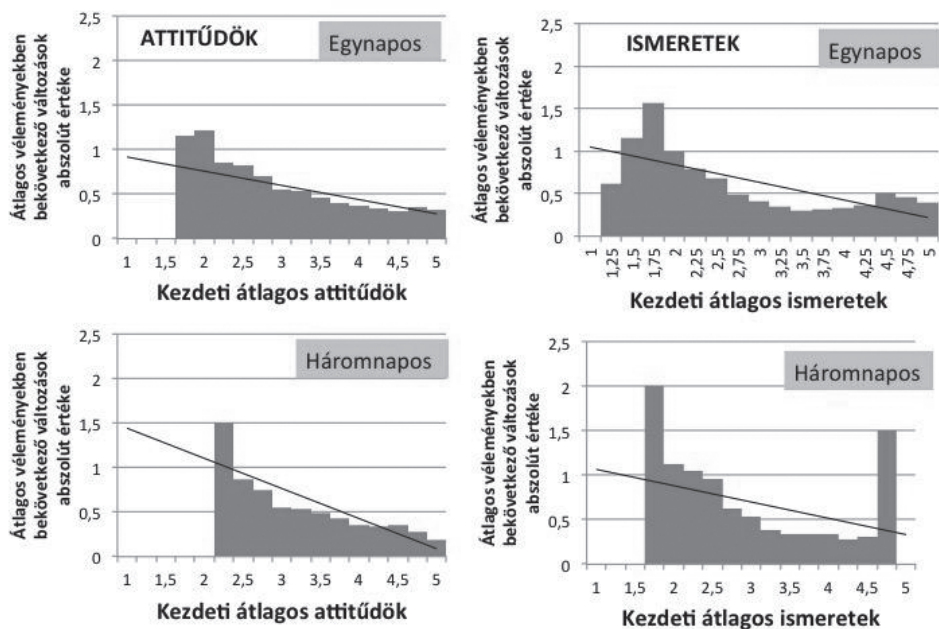 ATTITŰDÖK
Egynapos
Átlagos véleményekben
bekövetkező változások
abszolút értéke
2,5
2
1,5
1
0,5
0
1 1,5 2 2,5 3 3,5 4 4,5 5
Kezdeti átlagos attitűdök
ISMERETEK
Egynapos
Átlagos véleményekben
bekövetkező változások
abszolút értéke
2,5
2
1,5
1
0,5
0
1 1,25 1,5 1,75 2 2,25 2,5 2,75 3 3,25 3,5 3,75 4 4,25 4,5 4,75 5
Kezdeti átlagos ismeretek
Háromnapos
Átlagos véleményekben
bekövetkező változások
abszolút értéke
2,5
2
1,5
1
0,5
0
1 1,5 2 2,5 3 3,5 4 4,5 5
Kezdeti átlagos attitűdök
Háromnapos
Átlagos véleményekben
bekövetkező változások
abszolút értéke
2,5
2
1,5
1
0,5
0
1 1,5 2 2,5 3 3,5 4 4,5 5
Kezdeti átlagos ismeretek